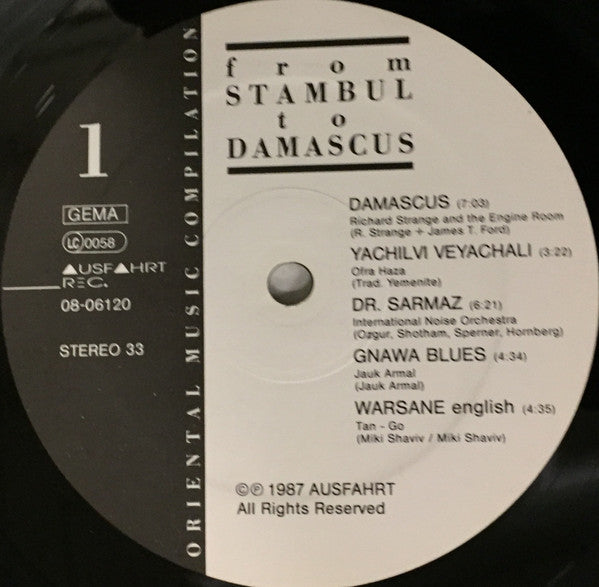 ORIENTAL MUSIC COMPILATION
from
STAMBUL
to
DAMASCUS
1
GEMA
LC 0058
AUSFAHRT
REC.
08-06120
STEREO 33
DAMASCUS (7:03)
Richard Strange and the Engine Room
(R. Strange + James T. Ford)
YACHILVI VEYACHALI (3:22)
Ofra Haza
(Trad. Yemenite)
DR. SARMAZ (6:21)
International Noise Orchestra
(Ozgur, Shotham, Sperner, Hornberg)
GNAWA BLUES (4:34)
Jauk Armal
(Jauk Armal)
WARSANE english (4:35)
Tan - Go
(Miki Shaviv / Miki Shaviv)
©℗ 1987 AUSFAHRT
All Rights Reserved